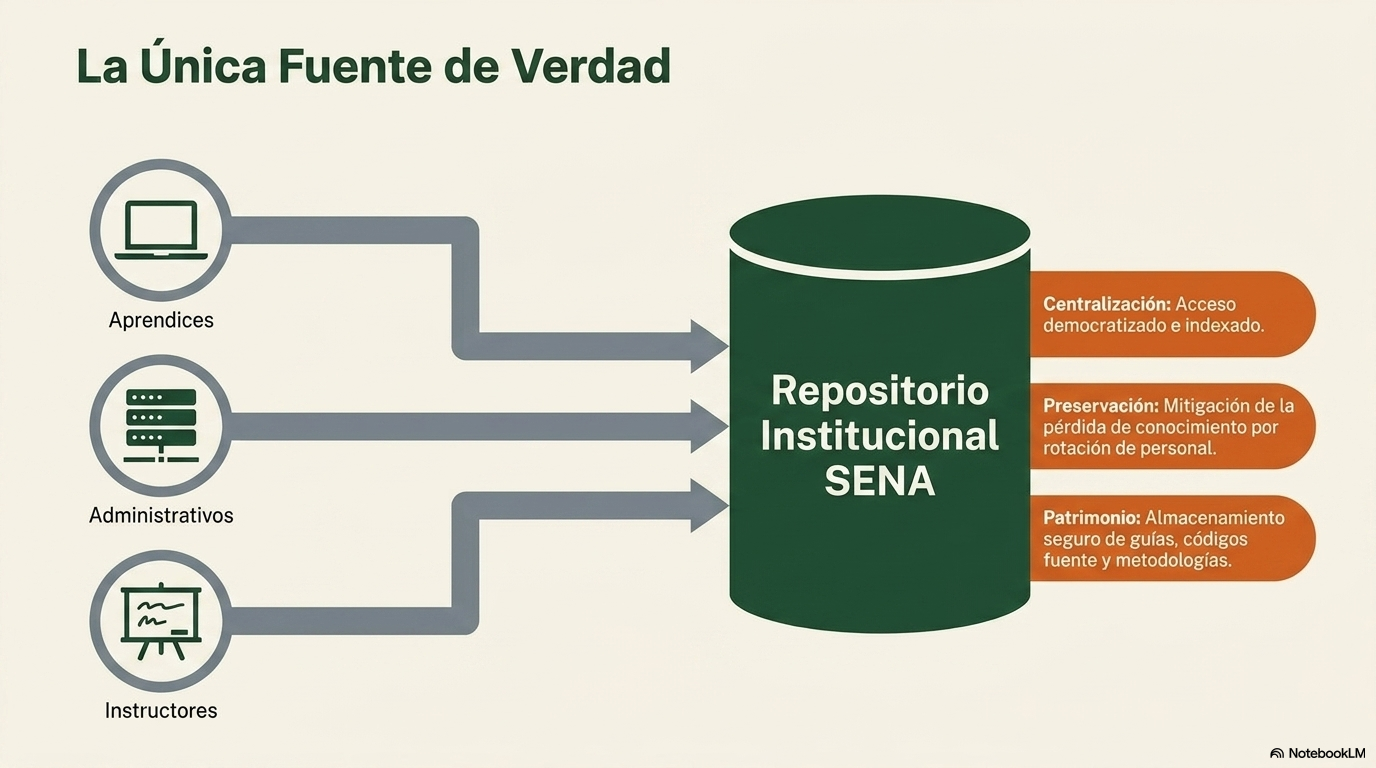 La Única Fuente de Verdad
Aprendices
Administrativos
Instructores
Repositorio
Institucional
SENA
Centralización: Acceso
democratizado e indexado.
Preservación: Mitigación de la
pérdida de conocimiento por
rotación de personal.
Patrimonio: Almacenamiento
seguro de guías, códigos
fuente y metodologías.
NotebookLM